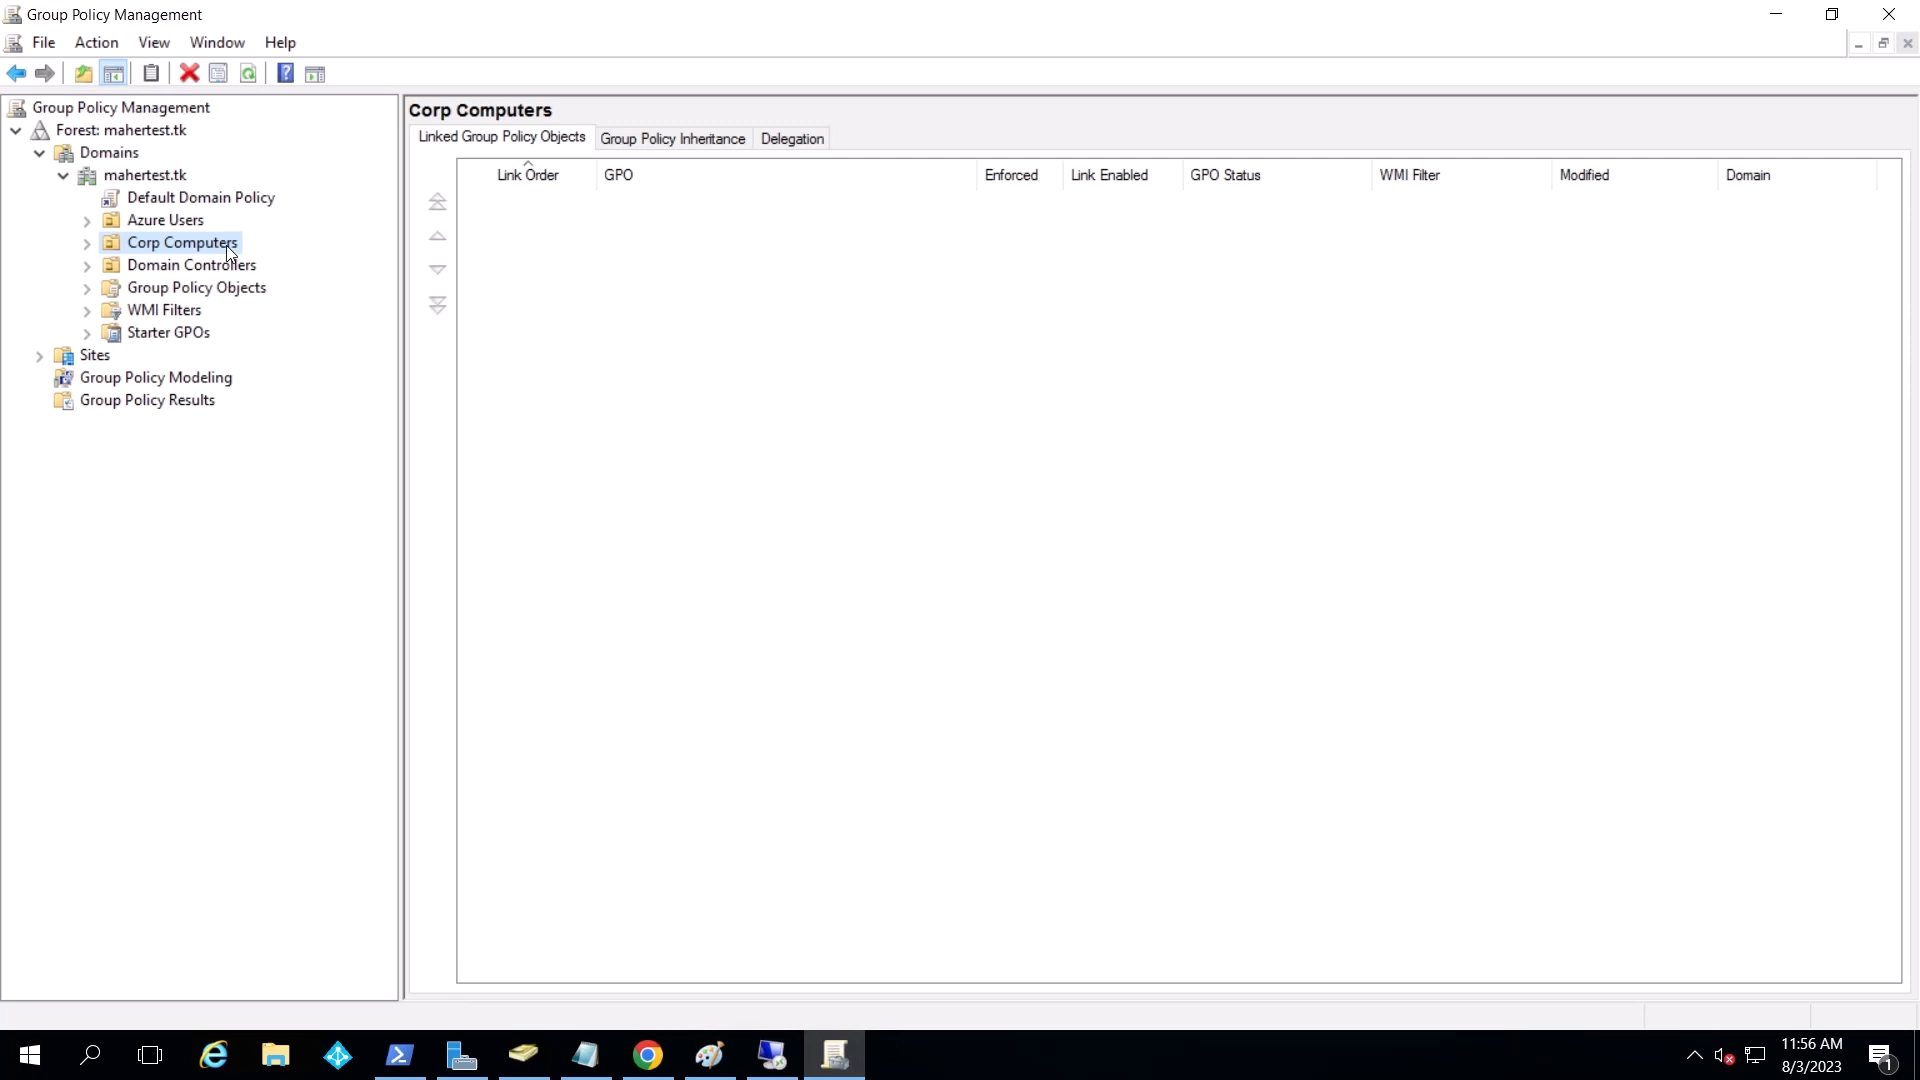 Group Policy Management
File Action View Window Help
Group Policy Management
Forest: mahertest.tk
Domains
mahertest.tk
Default Domain Policy
Azure Users
Corp Computers
Domain Controllers
Group Policy Objects
WMI Filters
Starter GPOs
Sites
Group Policy Modeling
Group Policy Results
Corp Computers
Linked Group Policy Objects Group Policy Inheritance Delegation
Link Order GPO Enforced Link Enabled GPO Status WMI Filter Modified Domain
11:56 AM
8/3/2023
1